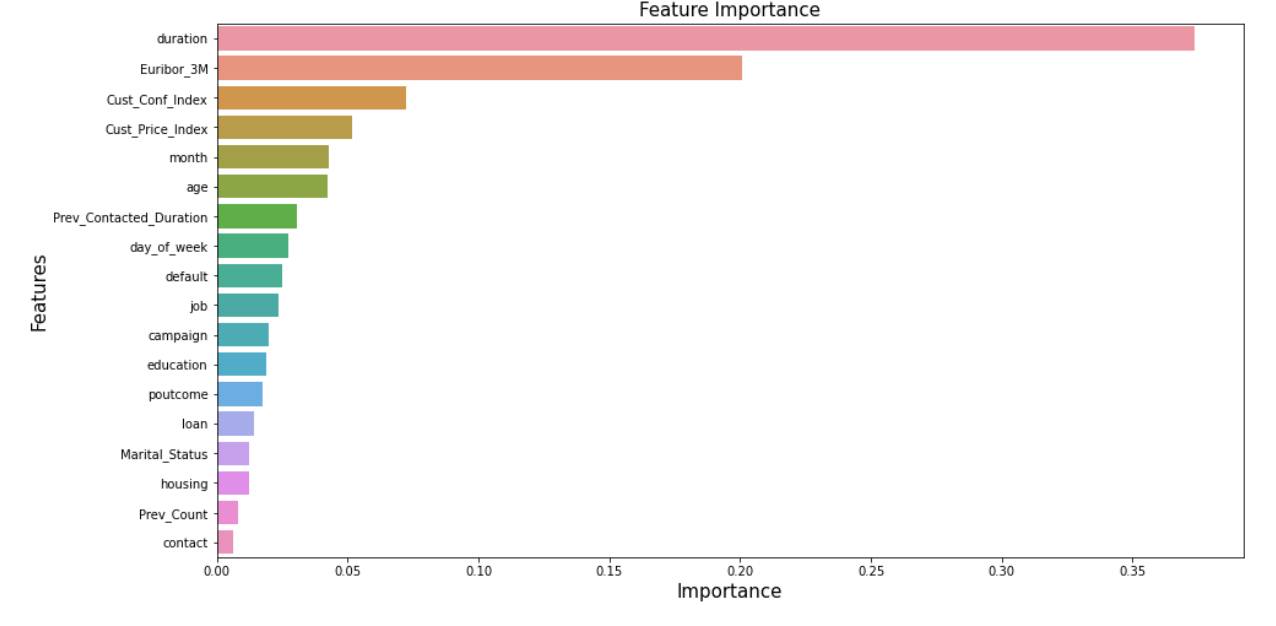 Feature Importance
duration
Euribor_3M
Cust_Conf_Index
Cust_Price_Index
month
age
Prev_Contacted_Duration
day_of_week
default
job
campaign
education
poutcome
loan
Marital_Status
housing
Prev_Count
contact
Features
0.00 0.05 0.10 0.15 0.20 0.25 0.30 0.35
Importance